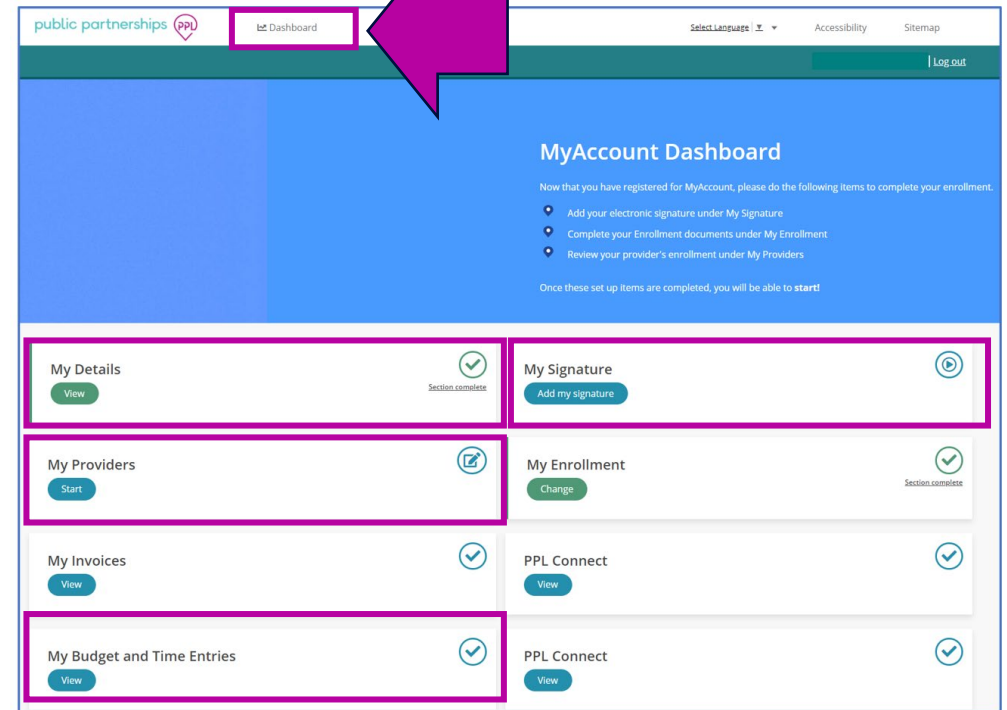 public partnerships PPL
Dashboard
Select Language ▼
Accessibility
Sitemap
| Log out
MyAccount Dashboard
Now that you have registered for MyAccount, please do the following items to complete your enrollment.
Add your electronic signature under My Signature
Complete your Enrollment documents under My Enrollment
Review your provider's enrollment under My Providers
Once these set up items are completed, you will be able to start!
My Details
View
Section complete
My Signature
Add my signature
My Providers
Start
My Enrollment
Change
Section complete
My Invoices
View
PPL Connect
View
My Budget and Time Entries
View
PPL Connect
View